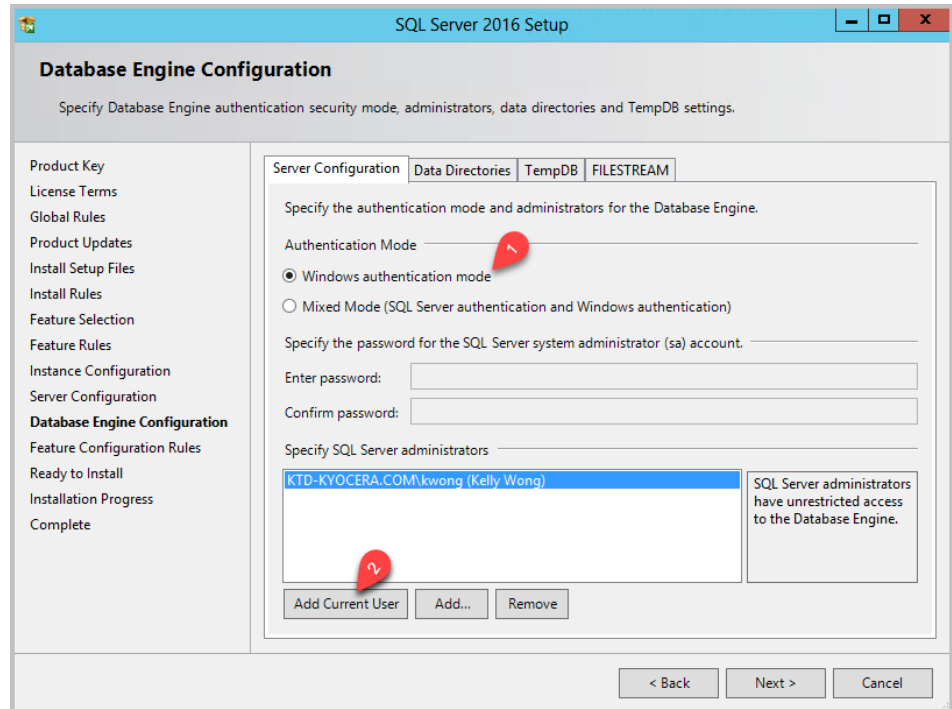 SQL Server 2016 Setup
Database Engine Configuration
Specify Database Engine authentication security mode, administrators, data directories and TempDB settings.
Product Key
License Terms
Global Rules
Product Updates
Install Setup Files
Install Rules
Feature Selection
Feature Rules
Instance Configuration
Server Configuration
Database Engine Configuration
Feature Configuration Rules
Ready to Install
Installation Progress
Complete
Server Configuration Data Directories TempDB FILESTREAM
Specify the authentication mode and administrators for the Database Engine.
Authentication Mode
1
Windows authentication mode
Mixed Mode (SQL Server authentication and Windows authentication)
Specify the password for the SQL Server system administrator (sa) account.
Enter password:
Confirm password:
Specify SQL Server administrators
KTD-KYOCERA.COM\kwong (Kelly Wong)
SQL Server administrators
have unrestricted access
to the Database Engine.
2
Add Current User Add... Remove
< Back Next > Cancel